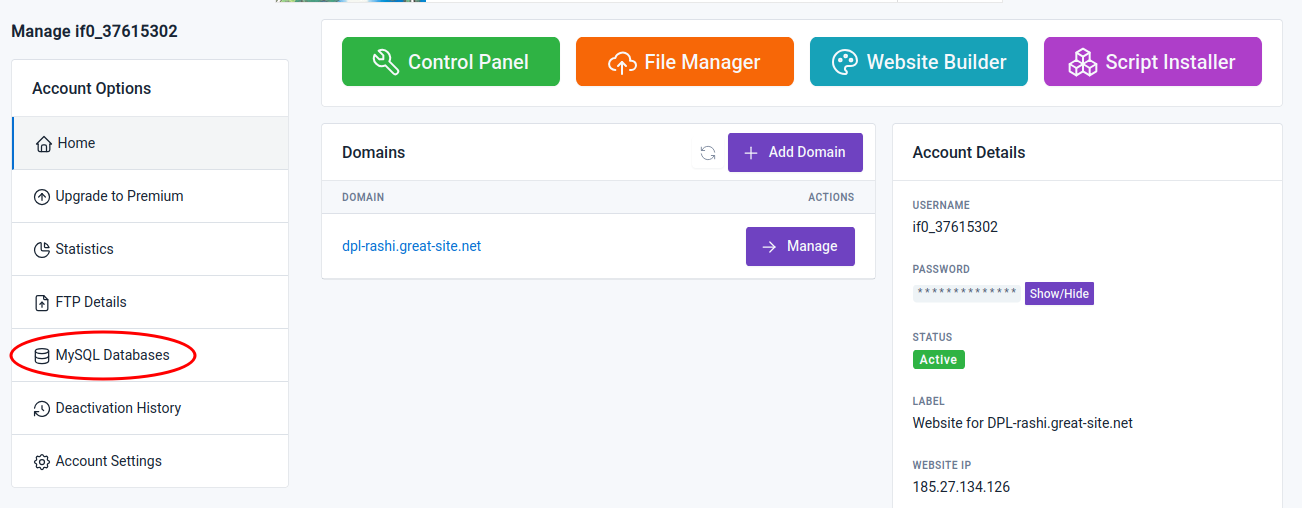 Manage if0_37615302
Account Options
Home
Upgrade to Premium
Statistics
FTP Details
MySQL Databases
Deactivation History
Account Settings
Control Panel
File Manager
Website Builder
Script Installer
Domains
Add Domain
DOMAIN
ACTIONS
dpl-rashi.great-site.net
Manage
Account Details
USERNAME
if0_37615302
PASSWORD
************** Show/Hide
STATUS
Active
LABEL
Website for DPL-rashi.great-site.net
WEBSITE IP
185.27.134.126